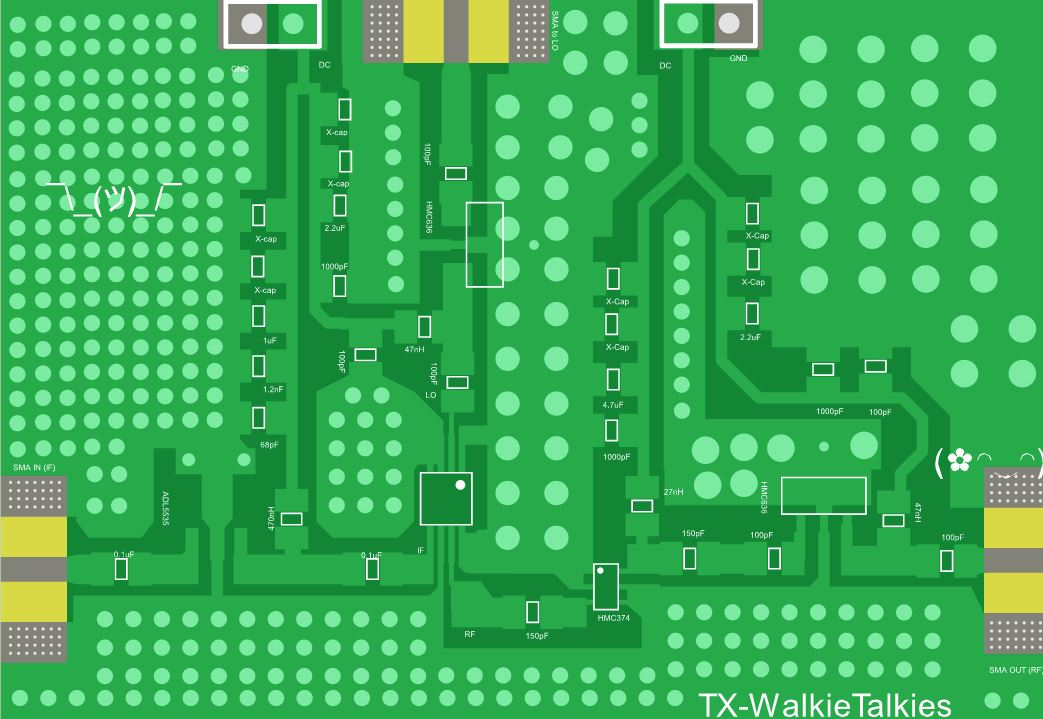 SMA to LO
GND
DC
DC
GND
X-cap
100pF
X-cap
¯\_(ツ)_/¯
HMC636
2.2uF
X-cap
X-Cap
1000pF
X-Cap
X-cap
X-Cap
2.2uF
1uF
X-Cap
47nH
100pF
100pF
LO
1.2nF
4.7uF
1000pF
100pF
68pF
1000pF
SMA IN (IF)
27nH
HMC636
47nH
470nH
150pF
100pF
100pF
0.1uF
0.1uF
IF
HMC374
RF
150pF
SMA OUT (RF)
TX-WalkieTalkies